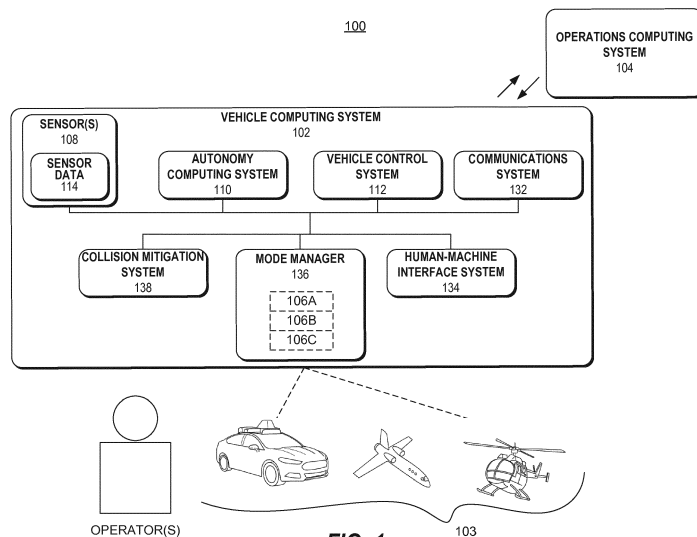 100
OPERATIONS COMPUTING
SYSTEM
104
VEHICLE COMPUTING SYSTEM
102
SENSOR(S)
108
SENSOR
DATA
114
AUTONOMY
COMPUTING SYSTEM
110
VEHICLE CONTROL
SYSTEM
112
COMMUNICATIONS
SYSTEM
132
COLLISION MITIGATION
SYSTEM
138
MODE MANAGER
136
106A
106B
106C
HUMAN-MACHINE
INTERFACE SYSTEM
134
OPERATOR(S)
103
FIG. 1